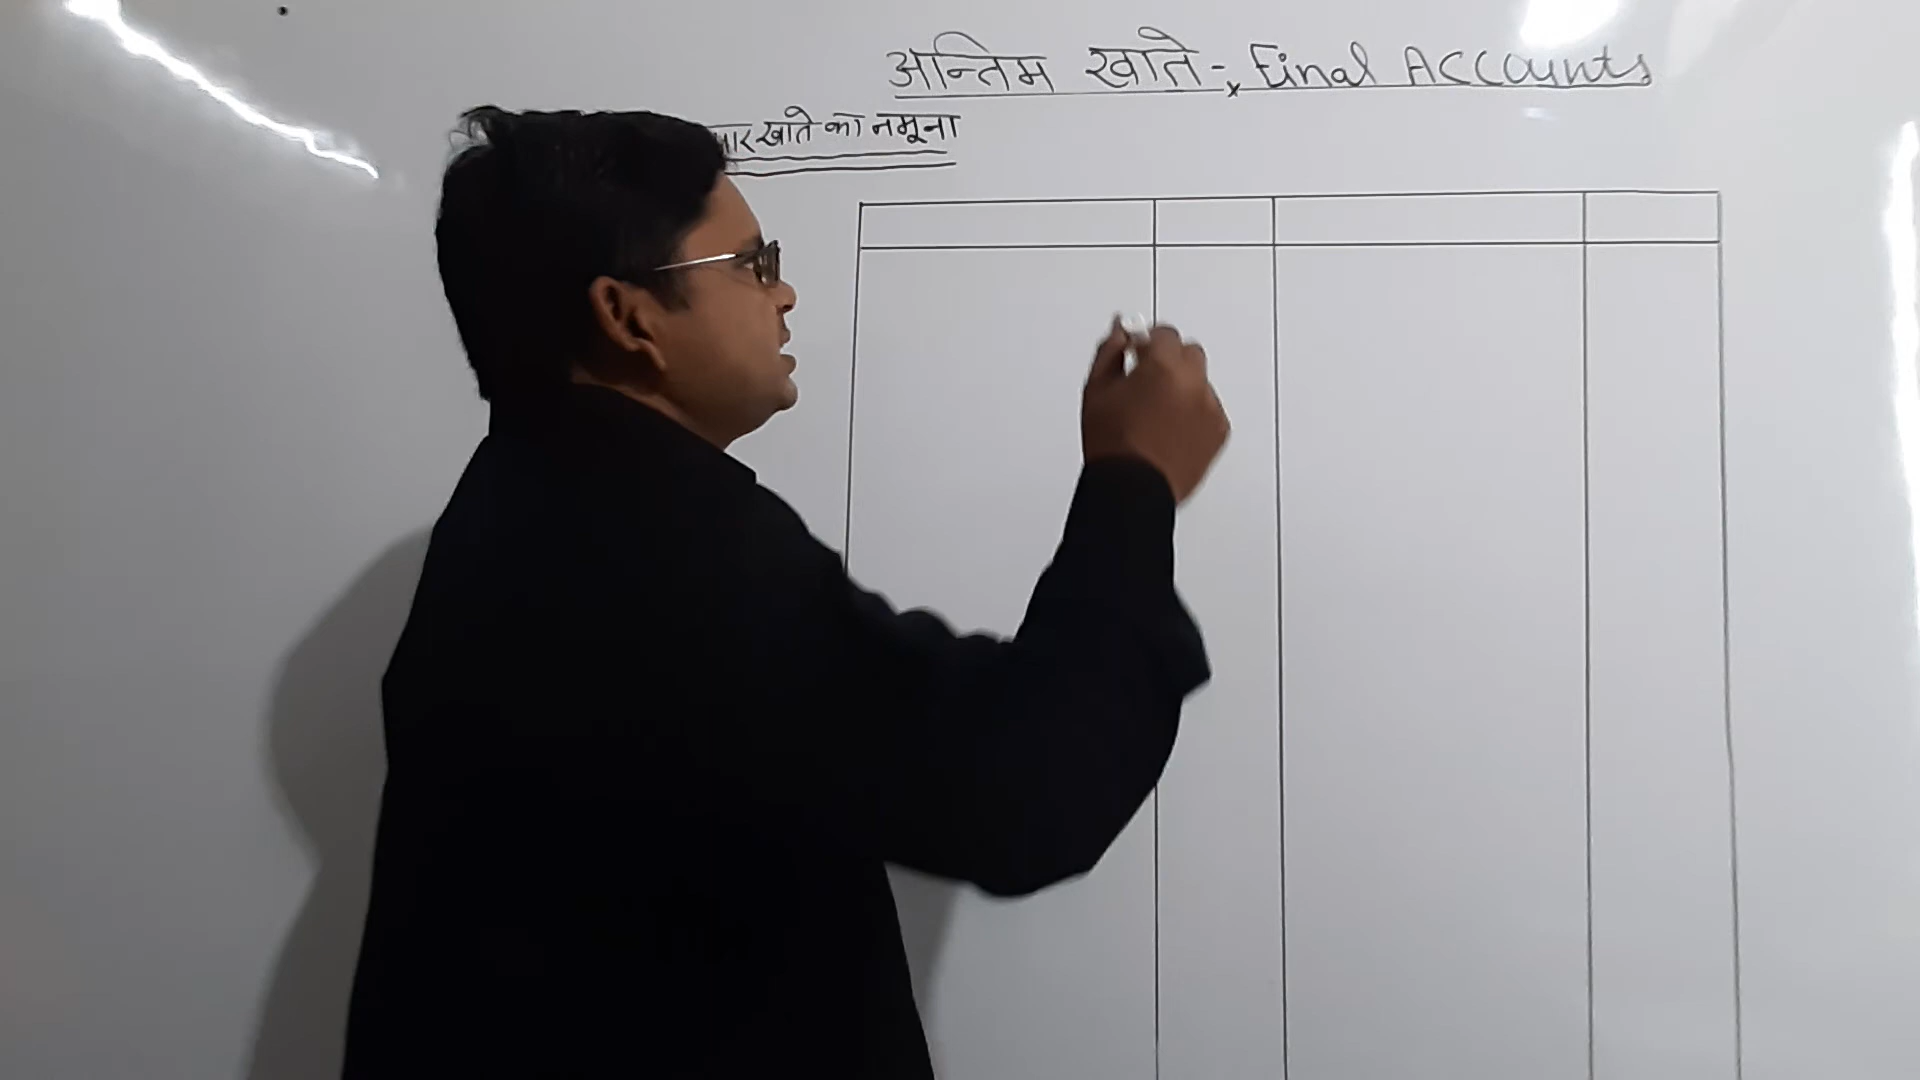 अन्तिम खाते:- Final Accounts
खाते का नमूना